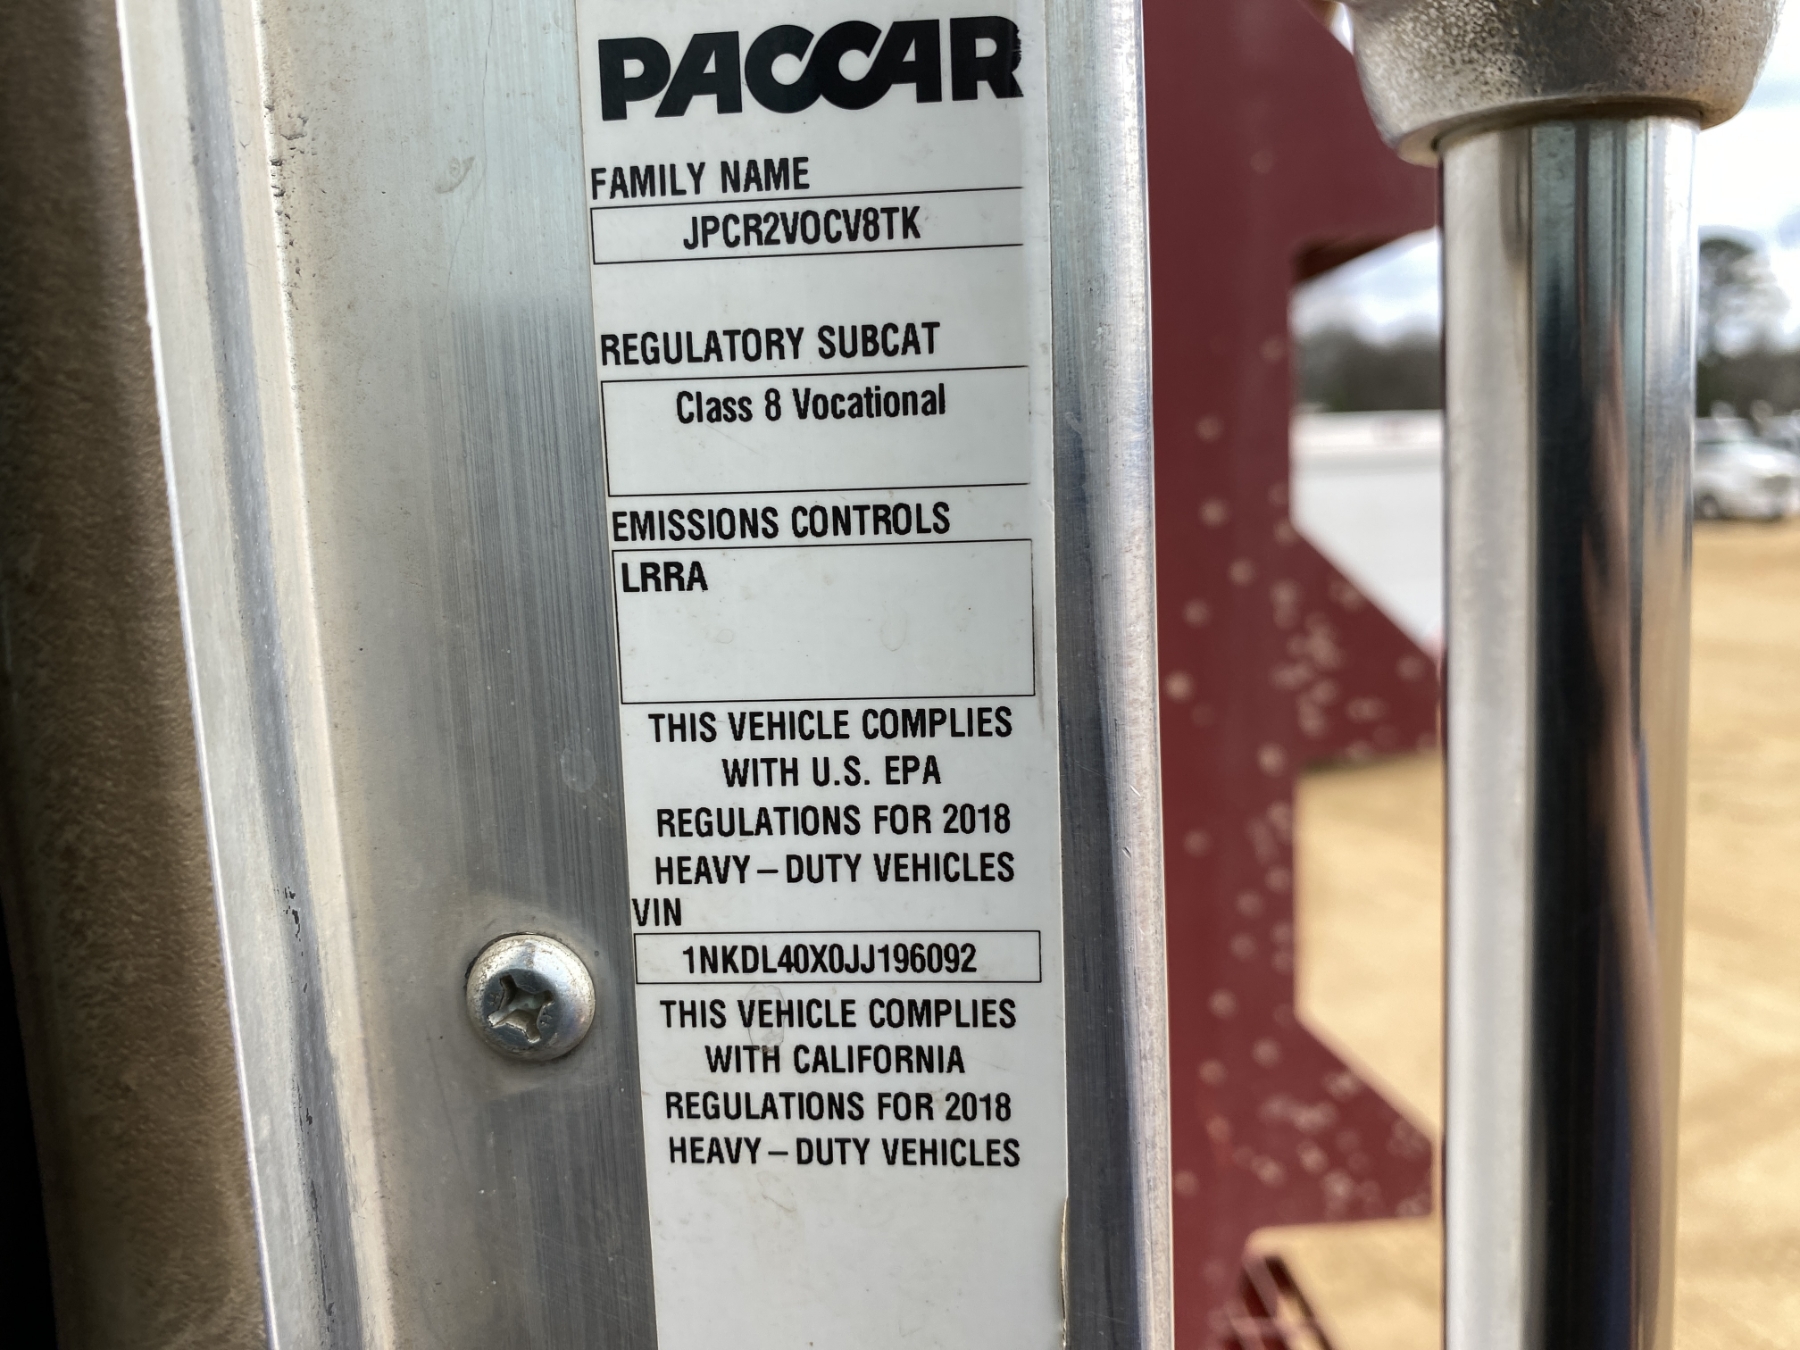 PACCAR
FAMILY NAME
JPCR2VOCV8TK
REGULATORY SUBCAT
Class 8 Vocational
EMISSIONS CONTROLS
LRRA
THIS VEHICLE COMPLIES
WITH U.S. EPA
REGULATIONS FOR 2018
HEAVY–DUTY VEHICLES
VIN
1NKDL40X0JJ196092
THIS VEHICLE COMPLIES
WITH CALIFORNIA
REGULATIONS FOR 2018
HEAVY–DUTY VEHICLES